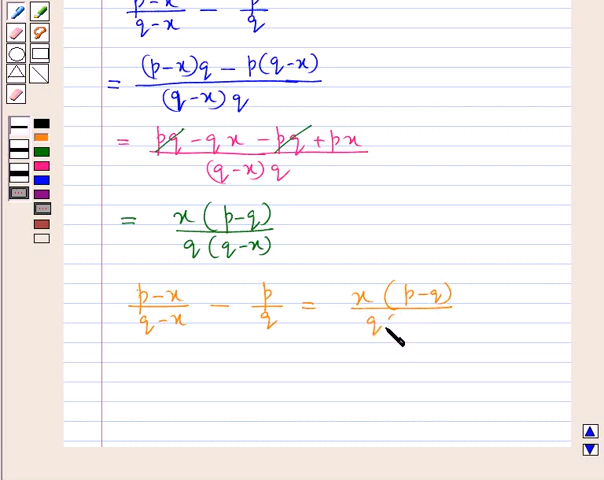 (p-x)/(q-x) - p/q
= ((p-x)q - p(q-x))/((q-x)q)
= (pq - qx - pq + px)/((q-x)q)
= x(p-q)/(q(q-x))
(p-x)/(q-x) - p/q = x(p-q)/q(